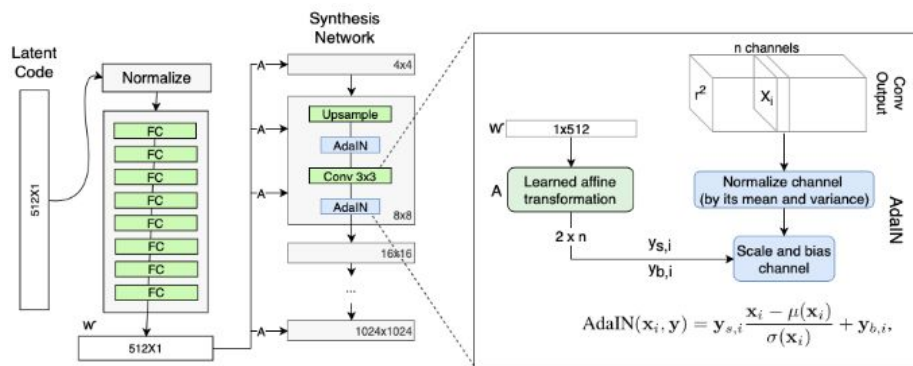 Latent
Code
512X1
Normalize
FC
FC
FC
FC
FC
FC
FC
FC
w
512X1
Synthesis
Network
A
4x4
A
Upsample
AdaIN
A
Conv 3x3
AdaIN
8x8
16x16
...
A
1024x1024
w
1x512
A
Learned affine
transformation
2 x n
n channels
r²
Xi
Conv
Output
Normalize channel
(by its mean and variance)
AdaIN
ys,i
yb,i
Scale and bias
channel
AdaIN(xi, y) = ys,i (xi − μ(xi)) / σ(xi) + yb,i,